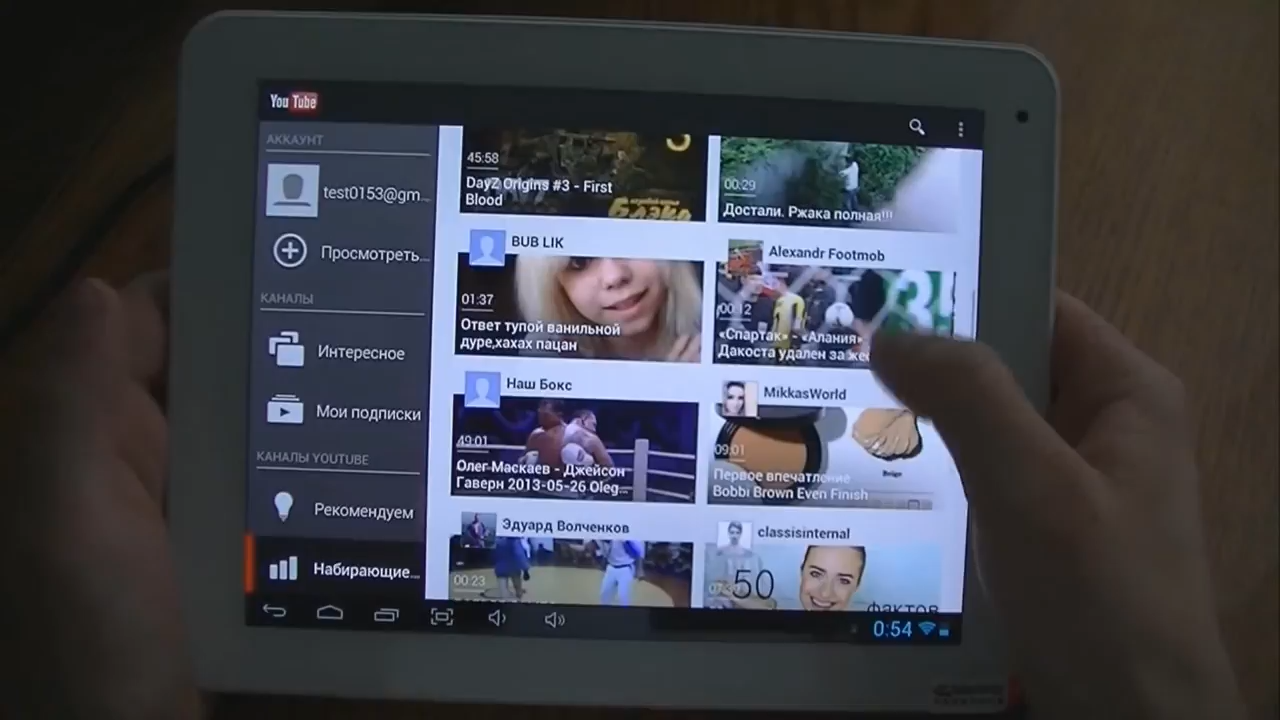 You Tube
АККАУНТ
test0153@gm...
Просмотреть...
КАНАЛЫ
Интересное
Мои подписки
КАНАЛЫ YOUTUBE
Рекомендуем
Набирающие...
45:58
DayZ Origins #3 - First
Blood
00:29
Достали. Ржака полная!!!
BUB LIK
01:37
Ответ тупой ванильной
дуре,хахах пацан
Alexandr Footmob
00:12
«Спартак» - «Алания»
Дакоста удален за
Наш Бокс
49:01
Олег Маскаев - Джейсон
Гаверн 2013-05-26 Oleg...
MikkasWorld
09:01
Первое впечатление
Bobbi Brown Even Finish
Beige
Эдуард Волченков
00:23
classisinternal
50
фактов
0:54